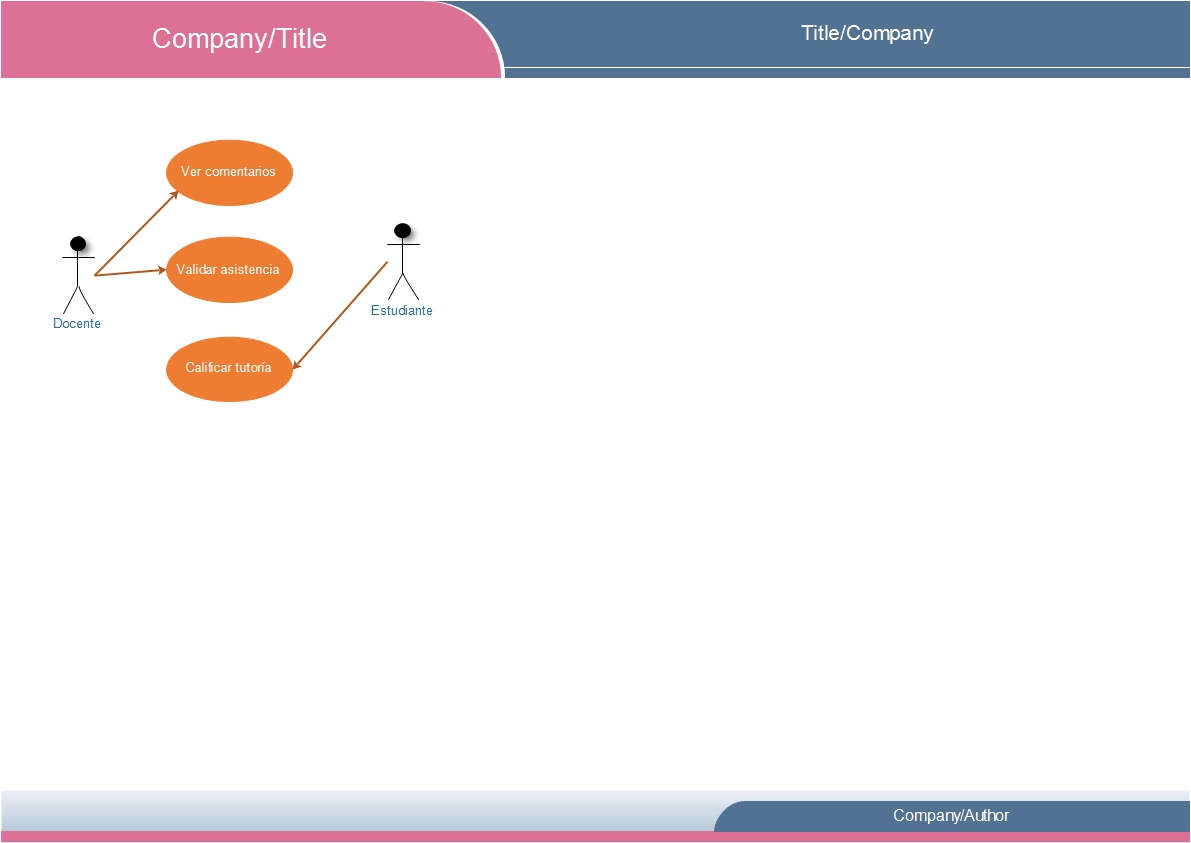 Company/Title
Title/Company
Ver comentarios
Validar asistencia
Docente
Estudiante
Calificar tutoría
Company/Author